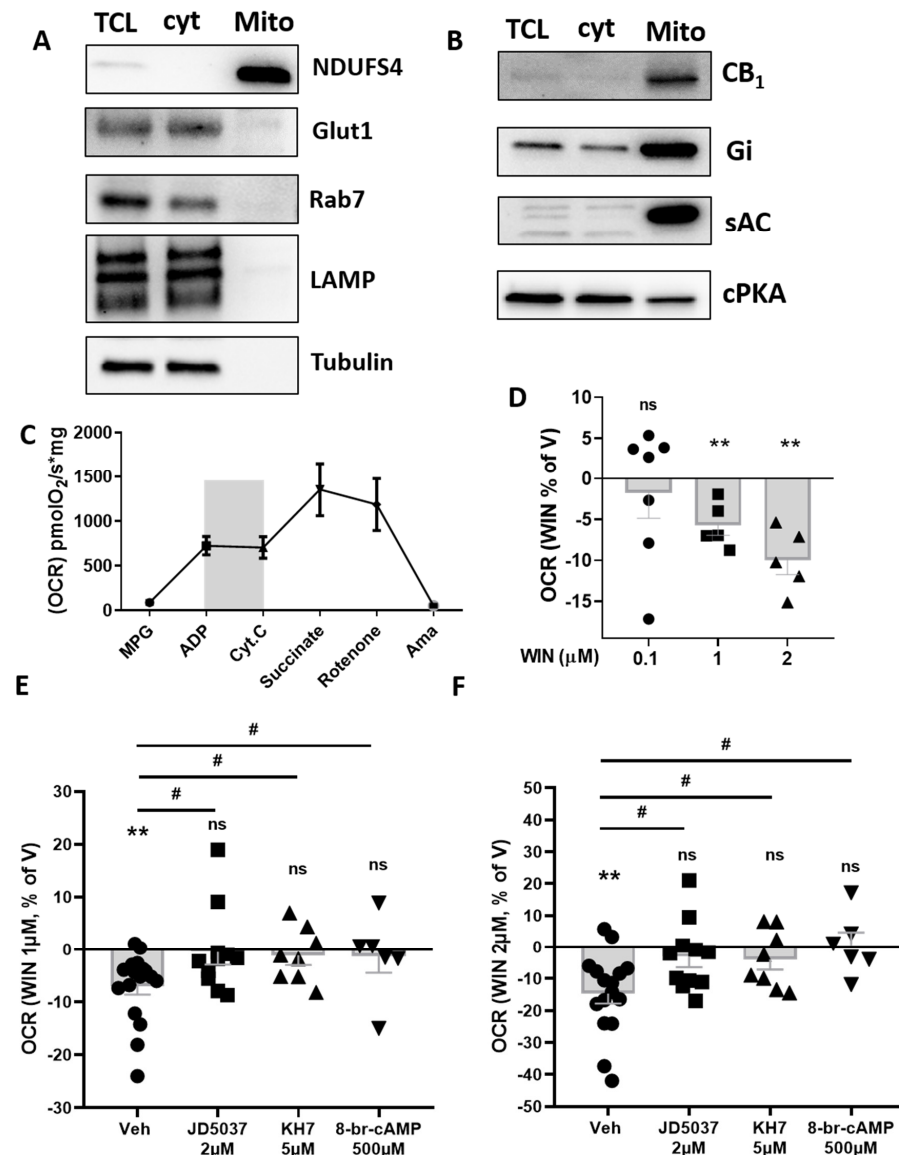 A
TCL cyt Mito
NDUFS4
Glut1
Rab7
LAMP
Tubulin
B
TCL cyt Mito
CB1
Gi
sAC
cPKA
C
(OCR) pmolO2/s*mg
2000
1500
1000
500
0
MPG
ADP
Cyt.C
Succinate
Rotenone
Ama
D
OCR (WIN % of V)
10
5
0
-5
-10
-15
ns
**
**
WIN (μM) 0.1 1 2
E
OCR (WIN 1μM, % of V)
30
20
10
0
-10
-20
-30
#
#
#
**
ns
ns
ns
Veh JD5037 KH7 8-br-cAMP
2μM 5μM 500μM
F
OCR (WIN 2μM, % of V)
50
40
30
20
10
0
-10
-20
-30
-40
-50
#
#
#
**
ns
ns
ns
Veh JD5037 KH7 8-br-cAMP
2μM 5μM 500μM